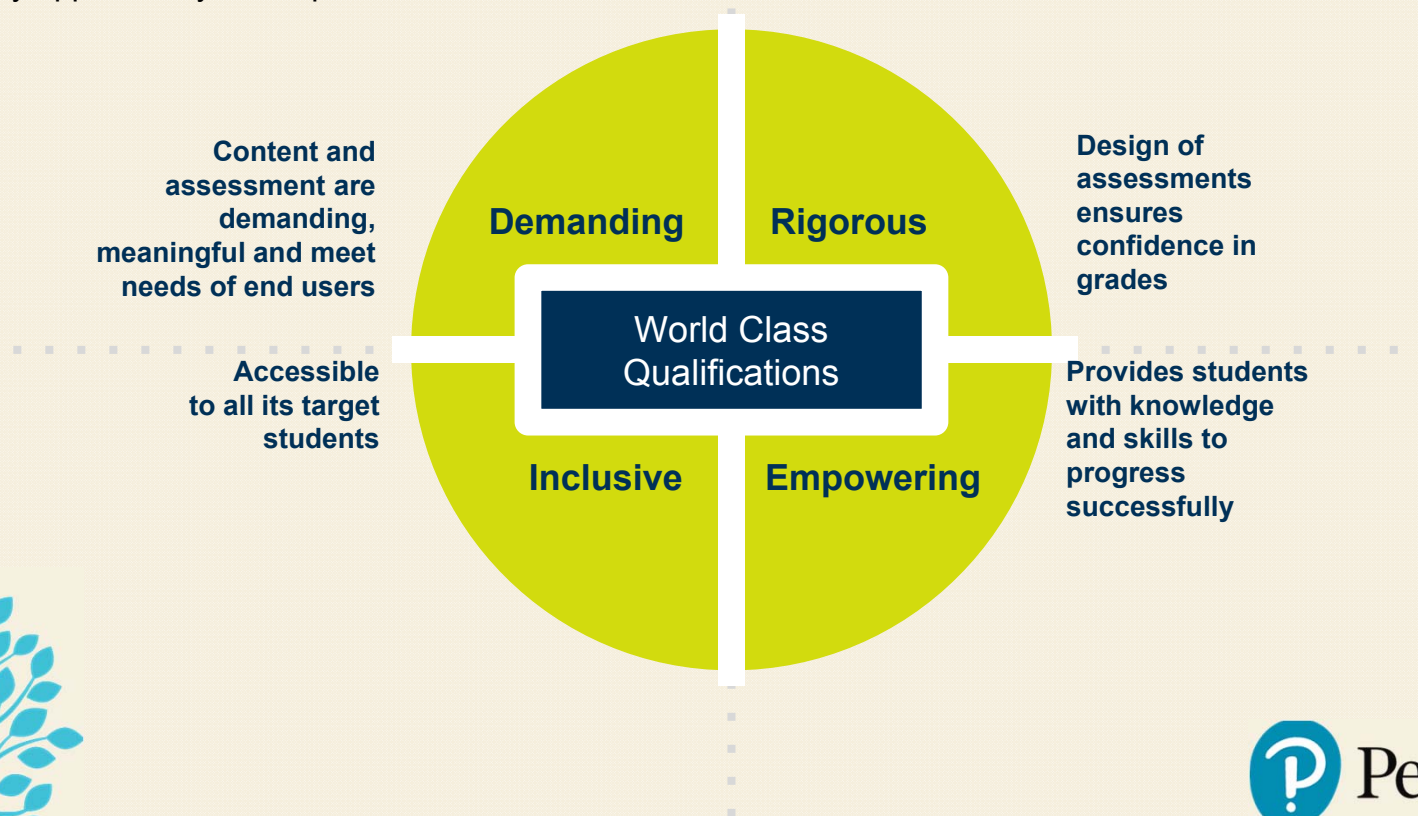 Content and
assessment are
demanding,
meaningful and meet
needs of end users
Demanding
Rigorous
Design of
assessments
ensures
confidence in
grades
World Class
Qualifications
Accessible
to all its target
students
Inclusive
Empowering
Provides students
with knowledge
and skills to
progress
successfully
Pe